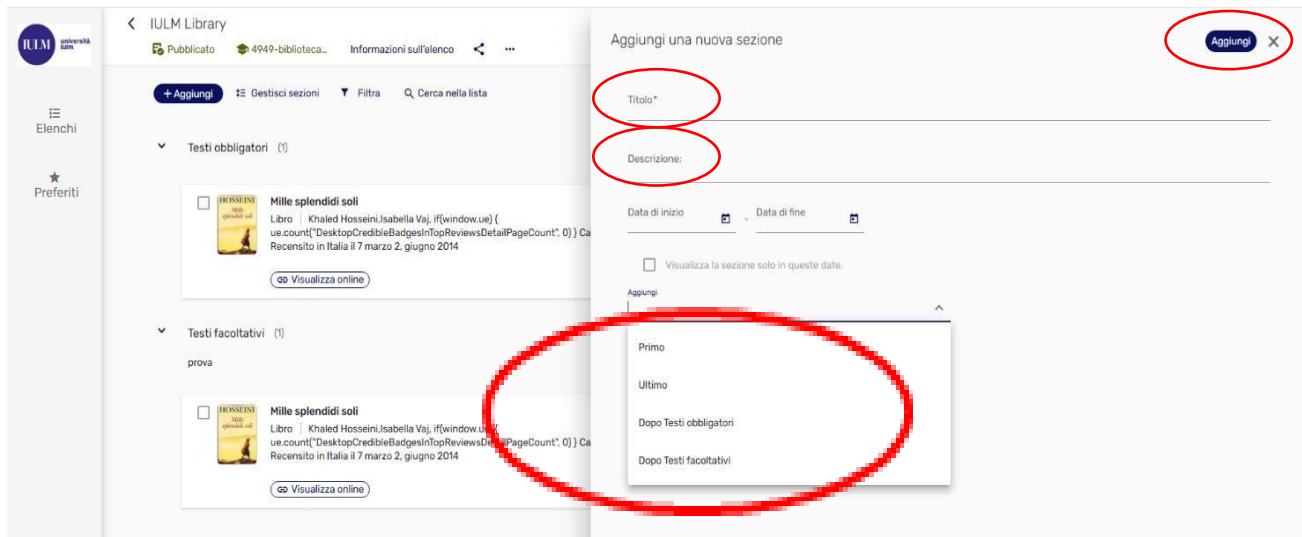 IULM università iulm
IULM Library
Pubblicato 4949-biblioteca... Informazioni sull'elenco
+ Aggiungi Gestisci sezioni Filtra Cerca nella lista
Elenchi
Preferiti
Testi obbligatori (1)
HOSSEINI
Mille splendidi soli
Mille splendidi soli
Libro | Khaled Hosseini,Isabella Vaj, if(window.ue) {
ue.count("DesktopCredibleBadgesInTopReviewsDetailPageCount", 0) } Ca
Recensito in Italia il 7 marzo 2, giugno 2014
Visualizza online
Testi facoltativi (1)
prova
HOSSEINI
Mille splendidi soli
Mille splendidi soli
Libro | Khaled Hosseini,Isabella Vaj, if(window.u
ue.count("DesktopCredibleBadgesInTopReviewsDe PageCount", 0) } Ca
Recensito in Italia il 7 marzo 2, giugno 2014
Visualizza online
Aggiungi una nuova sezione
Aggiungi
Titolo*
Descrizione:
Data di inizio - Data di fine
Visualizza la sezione solo in queste date.
Aggiungi
Primo
Ultimo
Dopo Testi obbligatori
Dopo Testi facoltativi